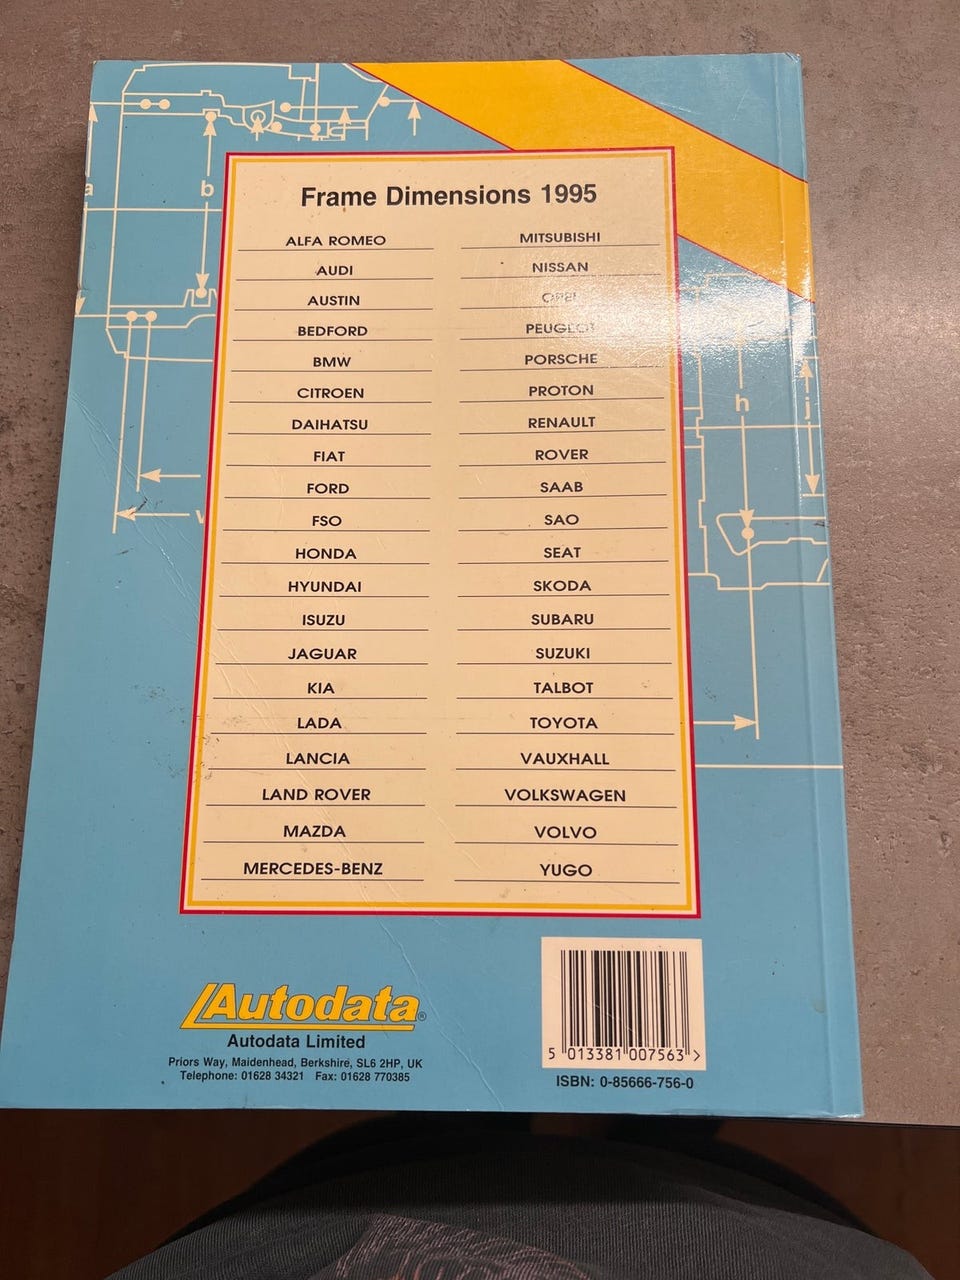 a
b
Frame Dimensions 1995
ALFA ROMEO
AUDI
AUSTIN
BEDFORD
BMW
CITROEN
DAIHATSU
FIAT
FORD
FSO
HONDA
HYUNDAI
ISUZU
JAGUAR
KIA
LADA
LANCIA
LAND ROVER
MAZDA
MERCEDES-BENZ
MITSUBISHI
NISSAN
OPEL
PEUGEOT
PORSCHE
PROTON
RENAULT
ROVER
SAAB
SAO
SEAT
SKODA
SUBARU
SUZUKI
TALBOT
TOYOTA
VAUXHALL
VOLKSWAGEN
VOLVO
YUGO
h
j
Autodata®
Autodata Limited
Priors Way, Maidenhead, Berkshire, SL6 2HP, UK
Telephone: 01628 34321 Fax: 01628 770385
5 013381 007563 >
ISBN: 0-85666-756-0